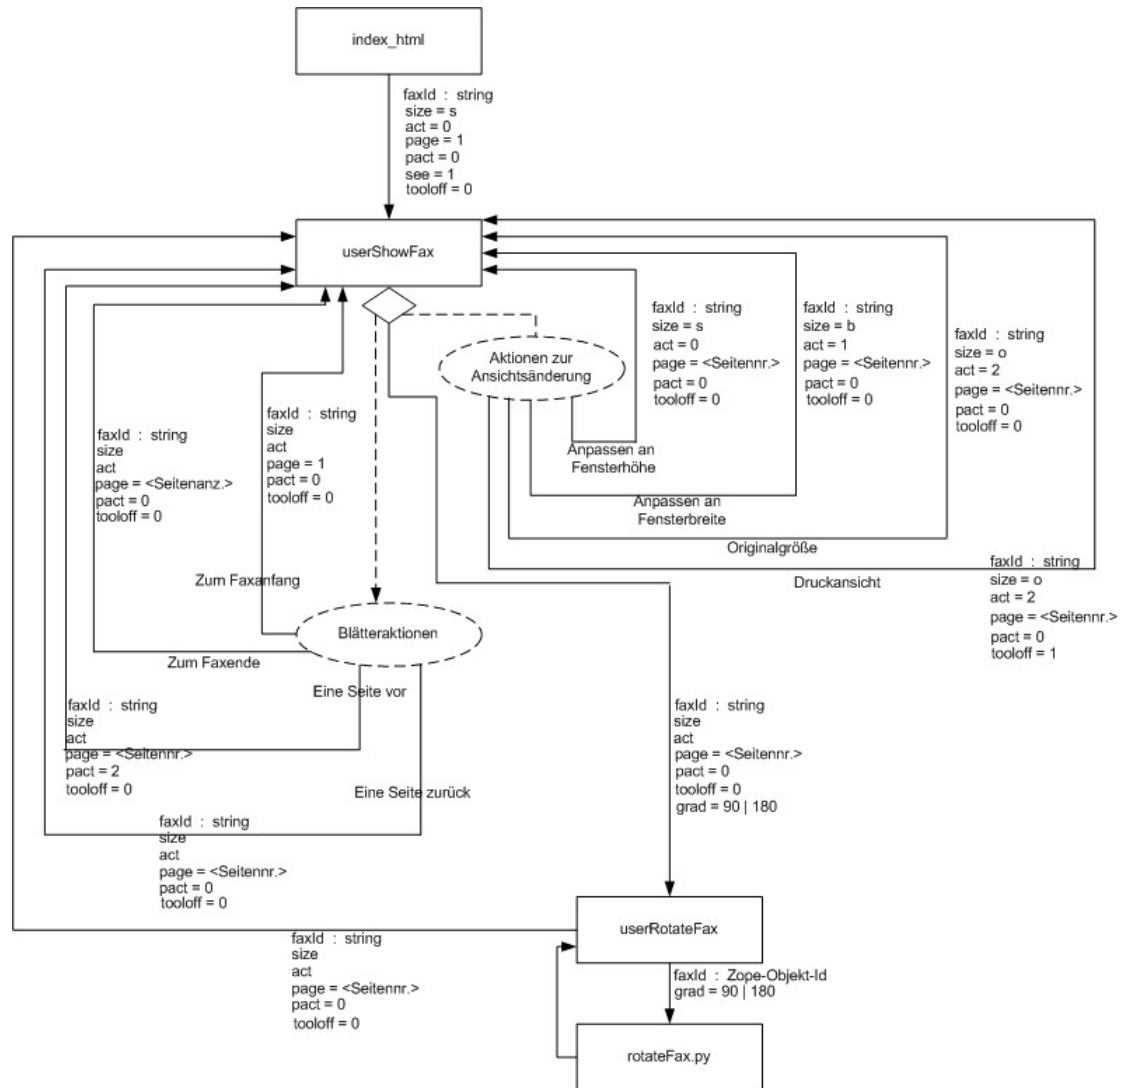 index_html
faxId : string
size = s
act = 0
page = 1
pact = 0
see = 1
tooloff = 0
userShowFax
Aktionen zur
Ansichtsänderung
faxId : string
size = s
act = 0
page = <Seitennr.>
pact = 0
tooloff = 0
faxId : string
size = b
act = 1
page = <Seitennr.>
pact = 0
tooloff = 0
faxId : string
size = o
act = 2
page = <Seitennr.>
pact = 0
tooloff = 0
faxId : string
size
act
page = <Seitenanz.>
pact = 0
tooloff = 0
faxId : string
size
act
page = 1
pact = 0
tooloff = 0
Anpassen an
Fensterhöhe
Anpassen an
Fensterbreite
Originalgröße
Druckansicht
faxId : string
size = o
act = 2
page = <Seitennr.>
pact = 0
tooloff = 1
Zum Faxanfang
Blätteraktionen
Zum Faxende
Eine Seite vor
faxId : string
size
act
page = <Seitennr.>
pact = 2
tooloff = 0
Eine Seite zurück
faxId : string
size
act
page = <Seitennr.>
pact = 0
tooloff = 0
faxId : string
size
act
page = <Seitennr.>
pact = 0
tooloff = 0
grad = 90 | 180
userRotateFax
faxId : string
size
act
page = <Seitennr.>
pact = 0
tooloff = 0
faxId : Zope-Objekt-Id
grad = 90 | 180
rotateFax.py